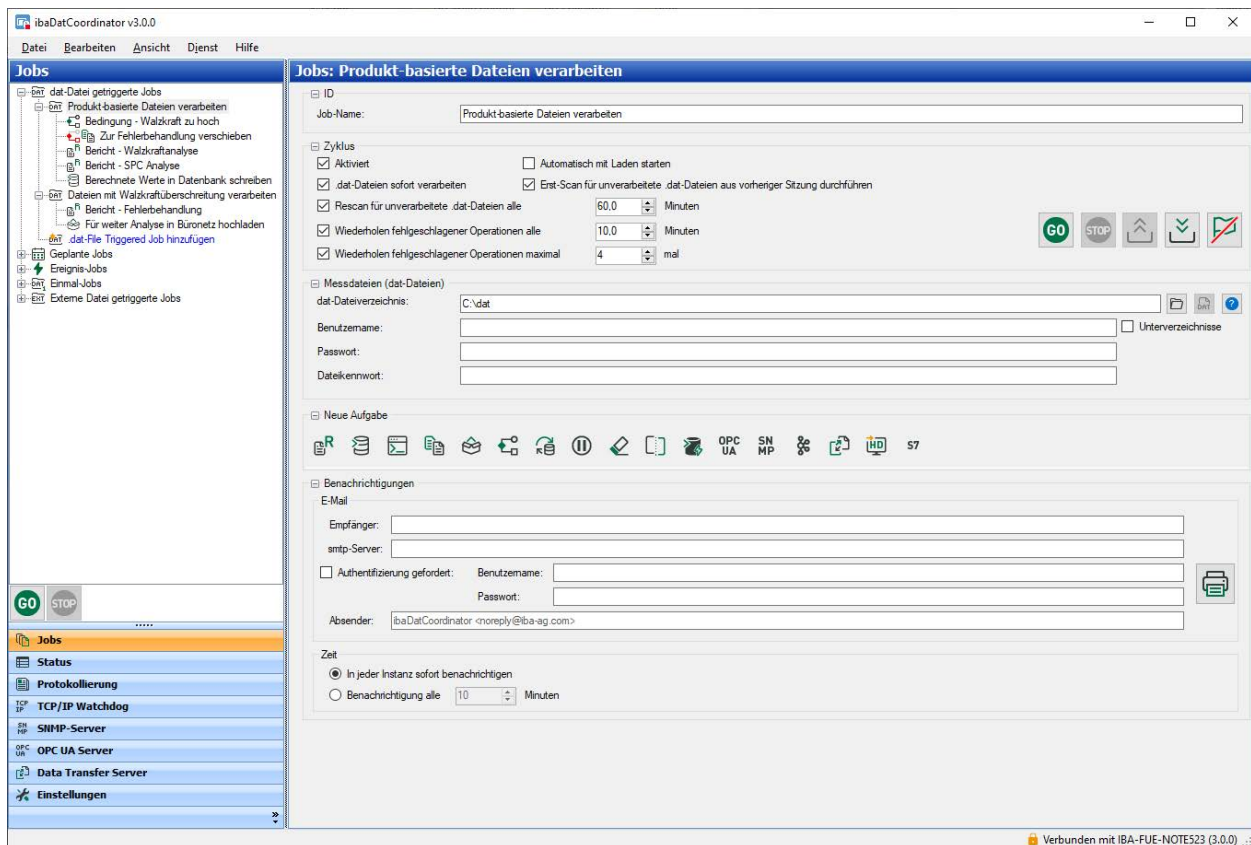 ibaDatCoordinator v3.0.0
Datei Bearbeiten Ansicht Dienst Hilfe
Jobs
dat-Datei getriggerte Jobs
Produkt-basierte Dateien verarbeiten
Bedingung - Walzkraft zu hoch
Zur Fehlerbehandlung verschieben
Bericht - Walzkraftanalyse
Bericht - SPC Analyse
Berechnete Werte in Datenbank schreiben
Dateien mit Walzkraftüberschreitung verarbeiten
Bericht - Fehlerbehandlung
Für weiter Analyse in Büronetz hochladen
.dat-File Triggered Job hinzufügen
Geplante Jobs
Ereignis-Jobs
Einmal-Jobs
Externe Datei getriggerte Jobs
GO STOP
Jobs
Status
Protokollierung
TCP/IP Watchdog
SNMP-Server
OPC UA Server
Data Transfer Server
Einstellungen
Jobs: Produkt-basierte Dateien verarbeiten
ID
Job-Name: Produkt-basierte Dateien verarbeiten
Zyklus
Aktiviert Automatisch mit Laden starten
.dat-Dateien sofort verarbeiten Erst-Scan für unverarbeitete .dat-Dateien aus vorheriger Sitzung durchführen
Rescan für unverarbeitete .dat-Dateien alle 60,0 Minuten
Wiederholen fehlgeschlagener Operationen alle 10,0 Minuten
Wiederholen fehlgeschlagener Operationen maximal 4 mal
GO STOP
Messdateien (dat-Dateien)
dat-Dateiverzeichnis: C:\dat
Benutzername: Unterverzeichnisse
Passwort:
Dateikennwort:
Neue Aufgabe
R OPC UA SN MP HD S7
Benachrichtigungen
E-Mail
Empfänger:
smtp-Server:
Authentifizierung gefordert: Benutzername:
Passwort:
Absender: ibaDatCoordinator <noreply@iba-ag.com>
Zeit
In jeder Instanz sofort benachrichtigen
Benachrichtigung alle 10 Minuten
Verbunden mit IBA-FUE-NOTE523 (3.0.0)